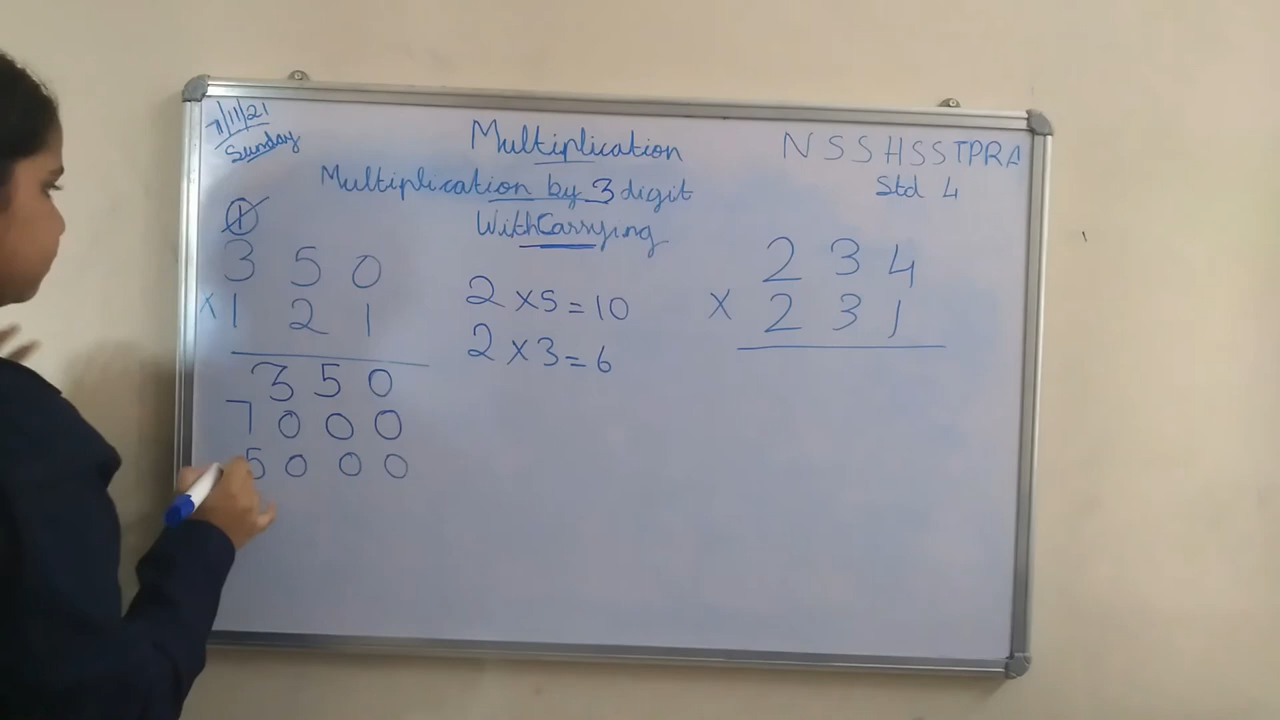 7/11/21
Sunday
Multiplication
Multiplication by 3 digit
With Carrying
NSSHSSTPRA
Std 4
1
3 5 0
x 1 2 1
3 5 0
7 0 0 0
5 0 0 0
2 x 5 = 10
2 x 3 = 6
2 3 4
x 2 3 1